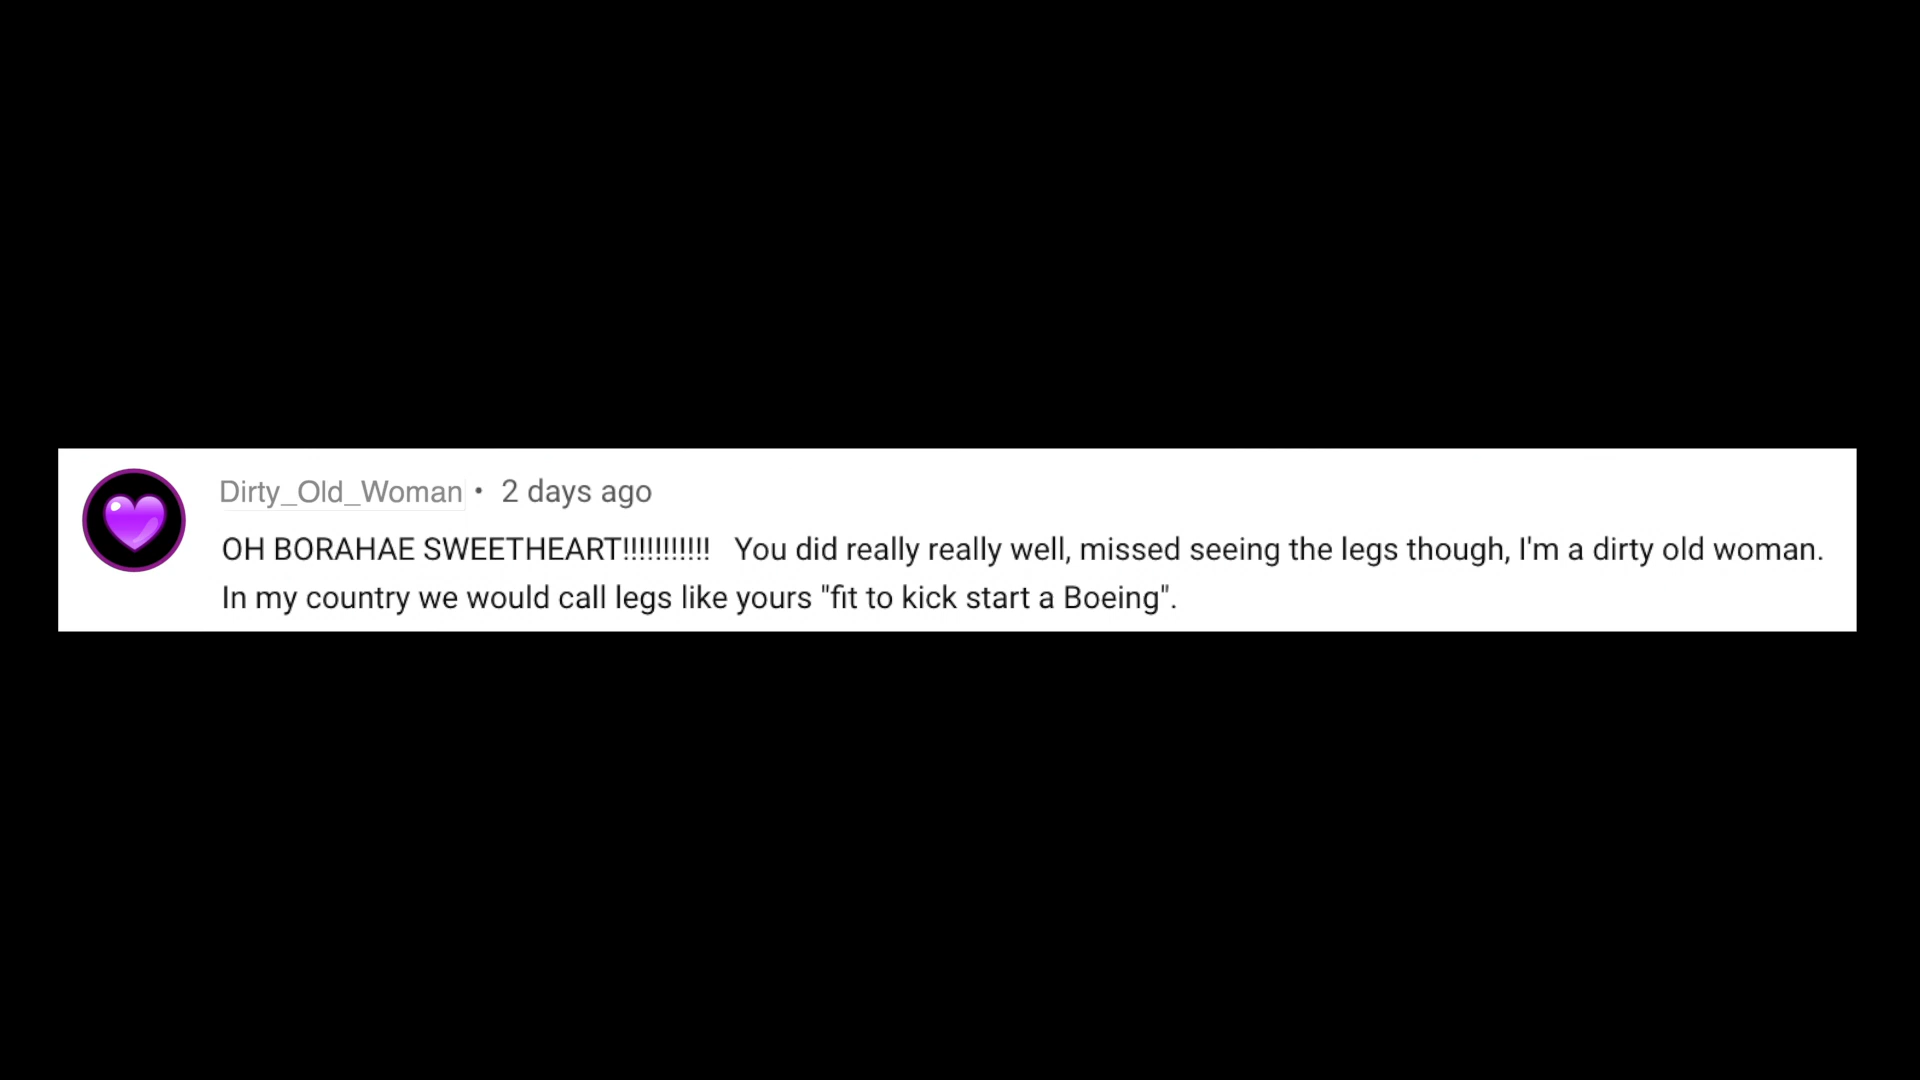 Dirty_Old_Woman • 2 days ago
OH BORAHAE SWEETHEART!!!!!!!!!!! You did really really well, missed seeing the legs though, I'm a dirty old woman.
In my country we would call legs like yours "fit to kick start a Boeing".